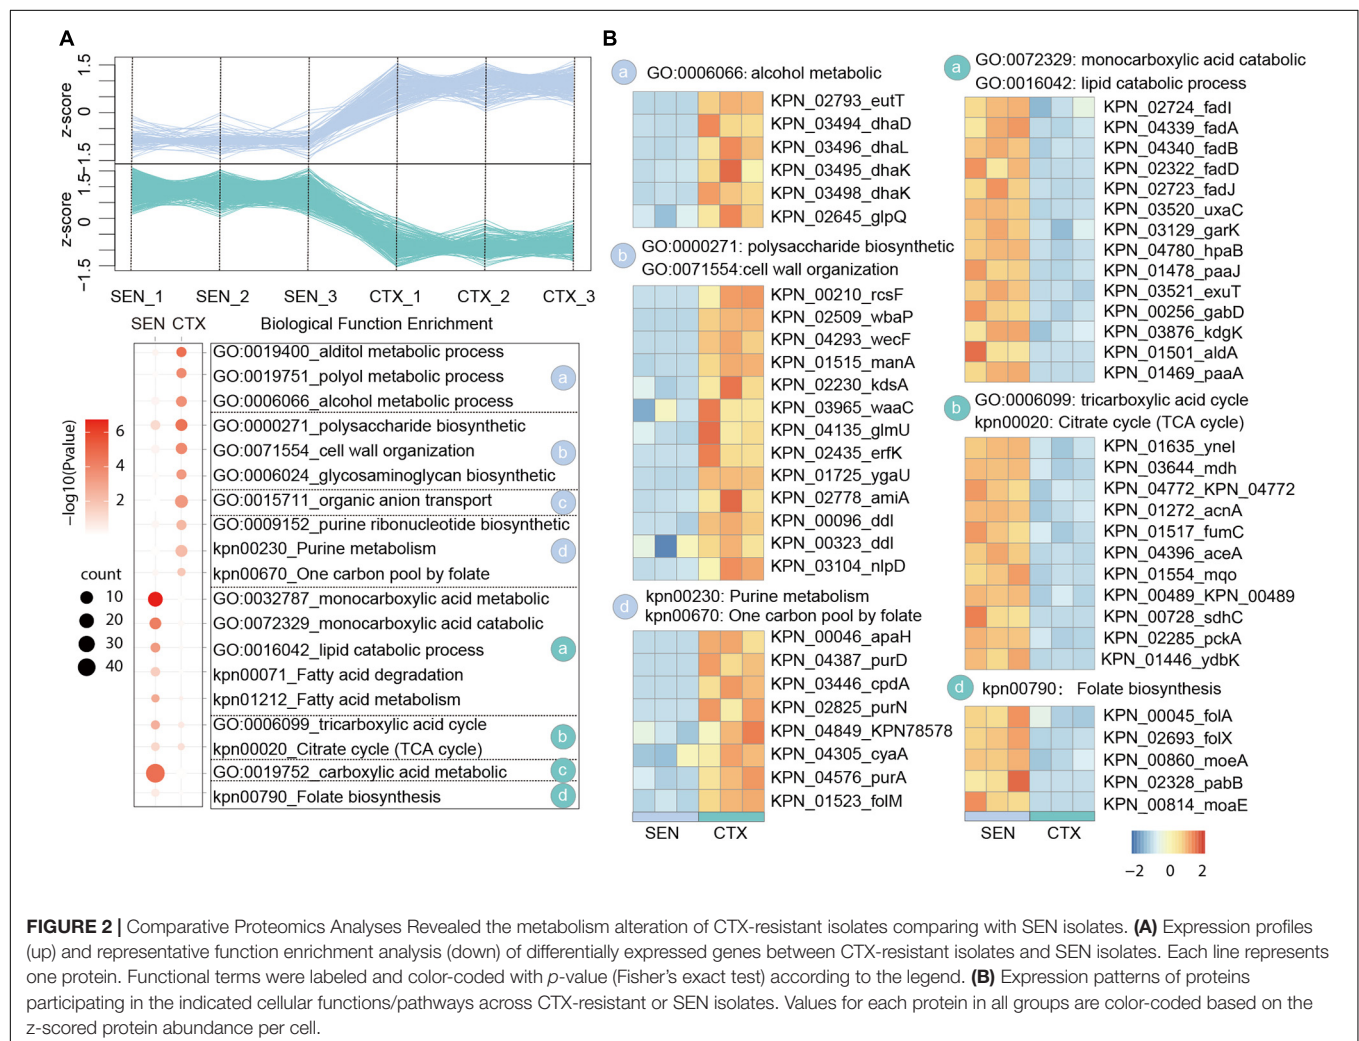 A
z-score
1.5
0
−1.5
z-score
1.5
0
−1.5
SEN_1 SEN_2 SEN_3 CTX_1 CTX_2 CTX_3
SEN CTX Biological Function Enrichment
GO:0019400_alditol metabolic process
GO:0019751_polyol metabolic process
a
GO:0006066_alcohol metabolic process
GO:0000271_polysaccharide biosynthetic
GO:0071554_cell wall organization
b
GO:0006024_glycosaminoglycan biosynthetic
GO:0015711_organic anion transport
c
GO:0009152_purine ribonucleotide biosynthetic
kpn00230_Purine metabolism
d
kpn00670_One carbon pool by folate
GO:0032787_monocarboxylic acid metabolic
GO:0072329_monocarboxylic acid catabolic
GO:0016042_lipid catabolic process
a
kpn00071_Fatty acid degradation
kpn01212_Fatty acid metabolism
GO:0006099_tricarboxylic acid cycle
b
kpn00020_Citrate cycle (TCA cycle)
GO:0019752_carboxylic acid metabolic
c
kpn00790_Folate biosynthesis
d
−log10(Pvalue)
6
4
2
count
10
20
30
40
B
a GO:0006066: alcohol metabolic
KPN_02793_eutT
KPN_03494_dhaD
KPN_03496_dhaL
KPN_03495_dhaK
KPN_03498_dhaK
KPN_02645_glpQ
b GO:0000271: polysaccharide biosynthetic
GO:0071554:cell wall organization
KPN_00210_rcsF
KPN_02509_wbaP
KPN_04293_wecF
KPN_01515_manA
KPN_02230_kdsA
KPN_03965_waaC
KPN_04135_glmU
KPN_02435_erfK
KPN_01725_ygaU
KPN_02778_amiA
KPN_00096_ddl
KPN_00323_ddl
KPN_03104_nlpD
d kpn00230: Purine metabolism
kpn00670: One carbon pool by folate
KPN_00046_apaH
KPN_04387_purD
KPN_03446_cpdA
KPN_02825_purN
KPN_04849_KPN78578
KPN_04305_cyaA
KPN_04576_purA
KPN_01523_folM
SEN CTX
a GO:0072329: monocarboxylic acid catabolic
GO:0016042: lipid catabolic process
KPN_02724_fadI
KPN_04339_fadA
KPN_04340_fadB
KPN_02322_fadD
KPN_02723_fadJ
KPN_03520_uxaC
KPN_03129_garK
KPN_04780_hpaB
KPN_01478_paaJ
KPN_03521_exuT
KPN_00256_gabD
KPN_03876_kdgK
KPN_01501_aldA
KPN_01469_paaA
b GO:0006099: tricarboxylic acid cycle
kpn00020: Citrate cycle (TCA cycle)
KPN_01635_yneI
KPN_03644_mdh
KPN_04772_KPN_04772
KPN_01272_acnA
KPN_01517_fumC
KPN_04396_aceA
KPN_01554_mqo
KPN_00489_KPN_00489
KPN_00728_sdhC
KPN_02285_pckA
KPN_01446_ydbK
d kpn00790: Folate biosynthesis
KPN_00045_folA
KPN_02693_folX
KPN_00860_moeA
KPN_02328_pabB
KPN_00814_moaE
SEN CTX
−2 0 2
FIGURE 2 | Comparative Proteomics Analyses Revealed the metabolism alteration of CTX-resistant isolates comparing with SEN isolates. (A) Expression profiles
(up) and representative function enrichment analysis (down) of differentially expressed genes between CTX-resistant isolates and SEN isolates. Each line represents
one protein. Functional terms were labeled and color-coded with p-value (Fisher's exact test) according to the legend. (B) Expression patterns of proteins
participating in the indicated cellular functions/pathways across CTX-resistant or SEN isolates. Values for each protein in all groups are color-coded based on the
z-scored protein abundance per cell.